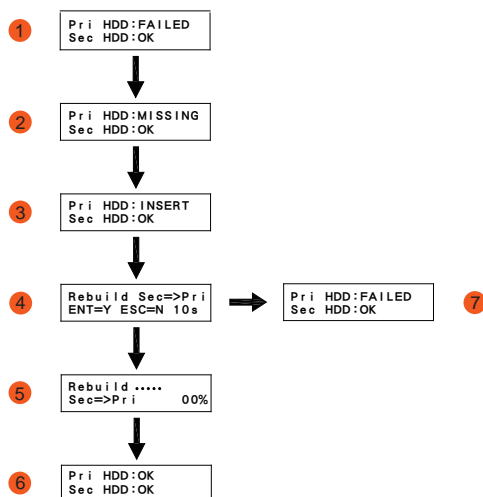 1
Pri HDD:FAILED
Sec HDD:OK
2
Pri HDD:MISSING
Sec HDD:OK
3
Pri HDD:INSERT
Sec HDD:OK
4
Rebuild Sec=>Pri
ENT=Y ESC=N 10s
Pri HDD:FAILED
Sec HDD:OK
7
5
Rebuild .....
Sec=>Pri 00%
6
Pri HDD:OK
Sec HDD:OK